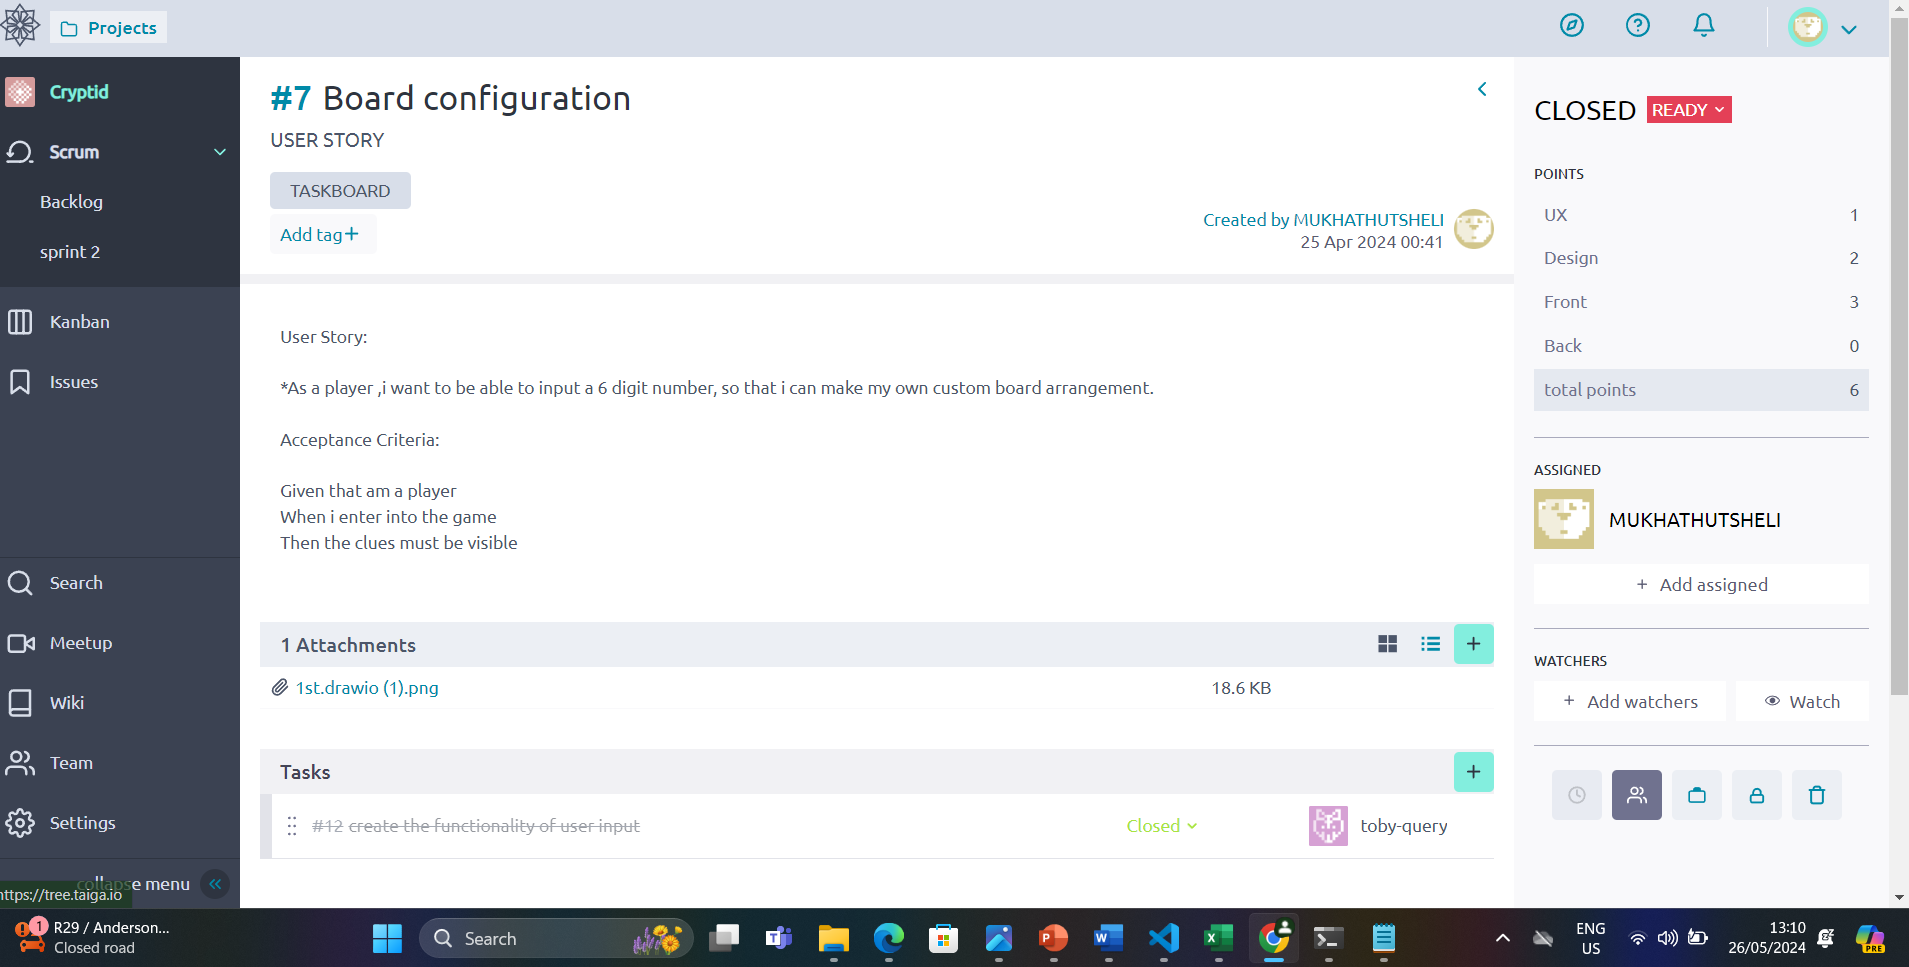 Projects
Cryptid
Scrum
Backlog
sprint 2
Kanban
Issues
Search
Meetup
Wiki
Team
Settings
collapse menu
https://tree.taiga.io
#7 Board configuration
USER STORY
TASKBOARD
Add tag+
Created by MUKHATHUTSHELI
25 Apr 2024 00:41
User Story:
*As a player ,i want to be able to input a 6 digit number, so that i can make my own custom board arrangement.
Acceptance Criteria:
Given that am a player
When i enter into the game
Then the clues must be visible
1 Attachments
1st.drawio (1).png 18.6 KB
Tasks
#12 create the functionality of user input Closed toby-query
CLOSED READY
POINTS
UX 1
Design 2
Front 3
Back 0
total points 6
ASSIGNED
MUKHATHUTSHELI
+ Add assigned
WATCHERS
+ Add watchers Watch
1 R29 / Anderson...
Closed road
Search
ENG
US
13:10
26/05/2024
PRE